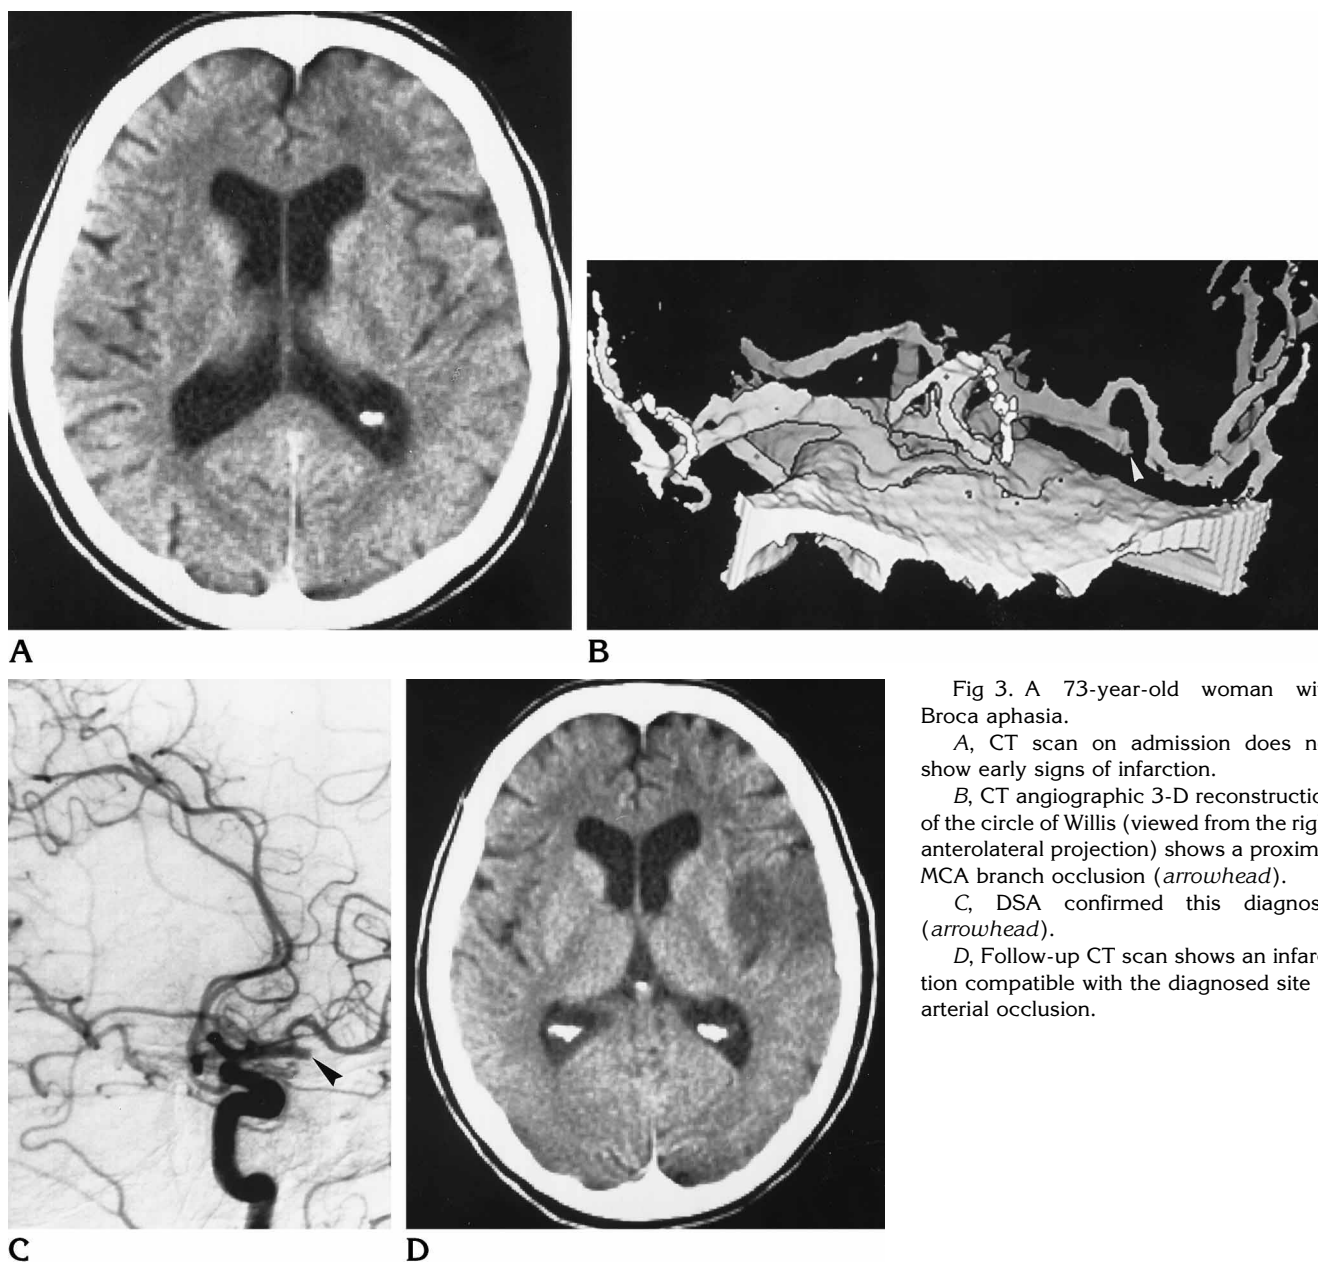 A
B
Fig 3. A 73-year-old woman wi
Broca aphasia.
A, CT scan on admission does n
show early signs of infarction.
B, CT angiographic 3-D reconstructio
of the circle of Willis (viewed from the rig
anterolateral projection) shows a proxim
MCA branch occlusion (arrowhead).
C, DSA confirmed this diagnos
(arrowhead).
D, Follow-up CT scan shows an infarc
tion compatible with the diagnosed site
arterial occlusion.
C
D